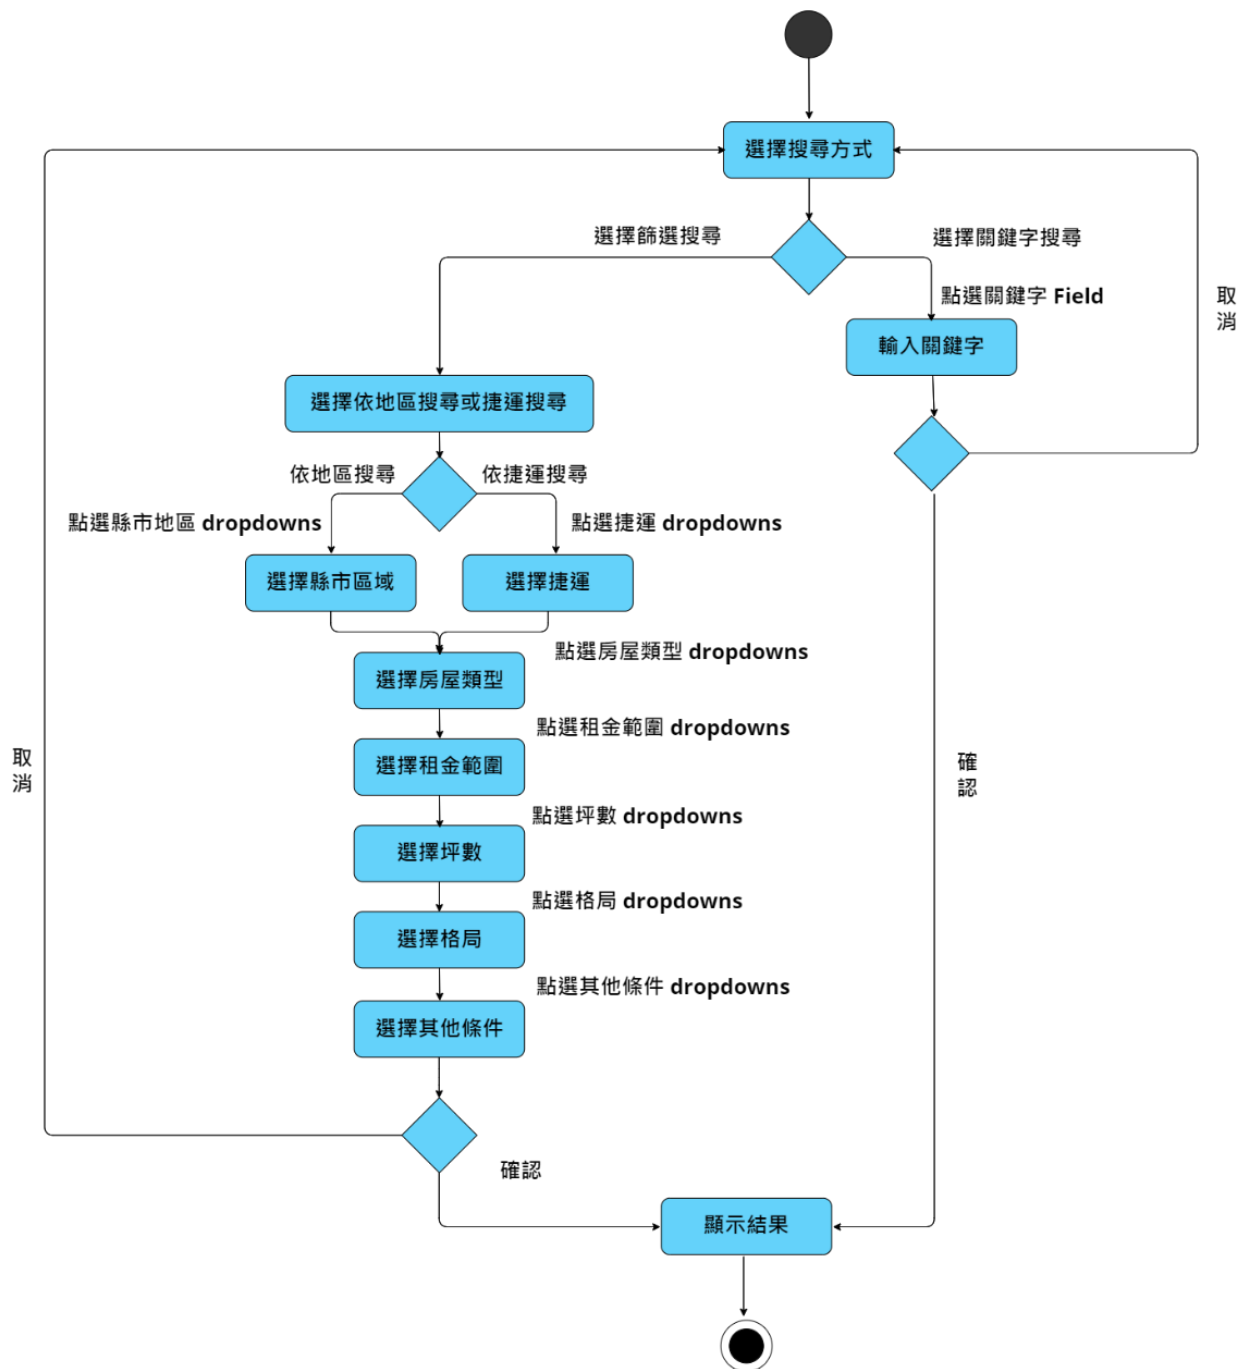 選擇搜尋方式
選擇篩選搜尋
選擇關鍵字搜尋
點選關鍵字 Field
取
消
輸入關鍵字
選擇依地區搜尋或捷運搜尋
依地區搜尋
依捷運搜尋
點選縣市地區 dropdowns
點選捷運 dropdowns
選擇縣市區域
選擇捷運
點選房屋類型 dropdowns
選擇房屋類型
點選租金範圍 dropdowns
選擇租金範圍
取
消
確
認
點選坪數 dropdowns
選擇坪數
點選格局 dropdowns
選擇格局
點選其他條件 dropdowns
選擇其他條件
確認
顯示結果